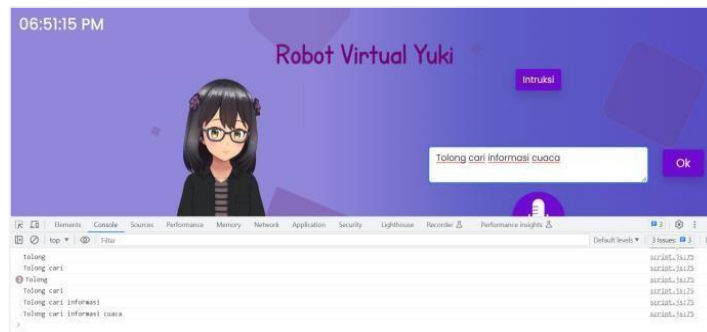 06:51:15 PM
Robot Virtual Yuki
Intruksi
Tolong cari informasi cuaca
Ok
Elements Console Sources Performance Memory Network Application Security Lighthouse Recorder Performance insights 3
top Filter Default levels 3 Issues: 3
Tolong script.js:75
Tolong cari script.js:75
2 Tolong script.js:75
Tolong cari script.js:75
Tolong cari informasi script.js:75
Tolong cari informasi cuaca script.js:75